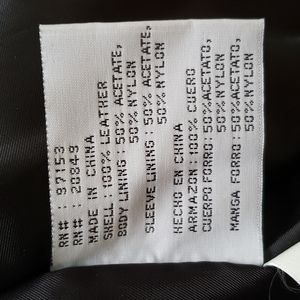 RN# : 97153
RN# : 20849
MADE IN CHINA
SHELL : 100% LEATHER
BODY LINING : 50% ACETATE,
50% NYLON
SLEEVE LINING : 50% ACETATE,
50% NYLON
HECHO EN CHINA
ARMAZON : 100% CUERO
CUERPO FORRO : 50% ACETATO,
50% NYLON
MANGA FORRO : 50% ACETATO,
50% NYLON